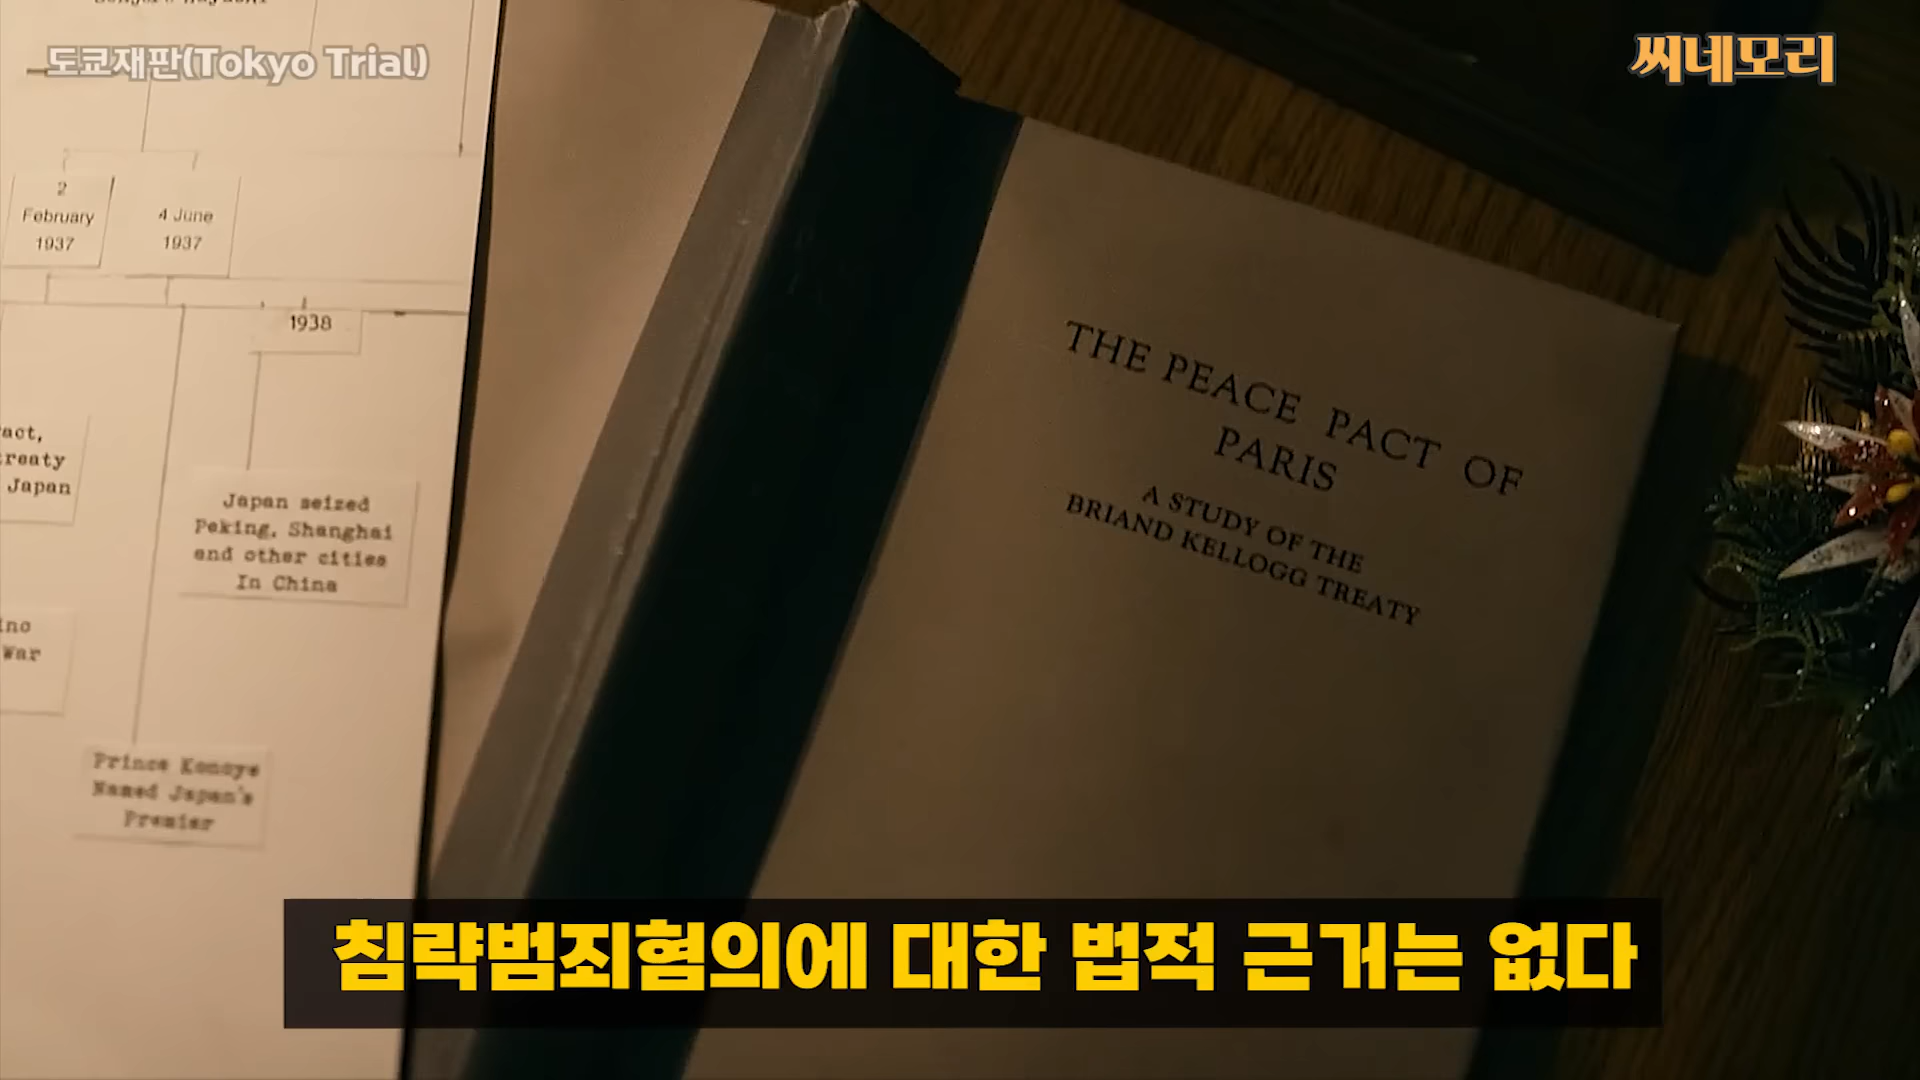 도쿄재판(Tokyo Trial)
씨네모리
2
February
1937
4 June
1937
1938
act,
treaty
Japan
Japan seized
Peking, Shanghai
and other cities
In China
ino
War
Prince Konoye
Named Japan's
Premier
THE PEACE PACT OF
PARIS
A STUDY OF THE
BRIAND KELLOGG TREATY
침략범죄혐의에 대한 법적 근거는 없다